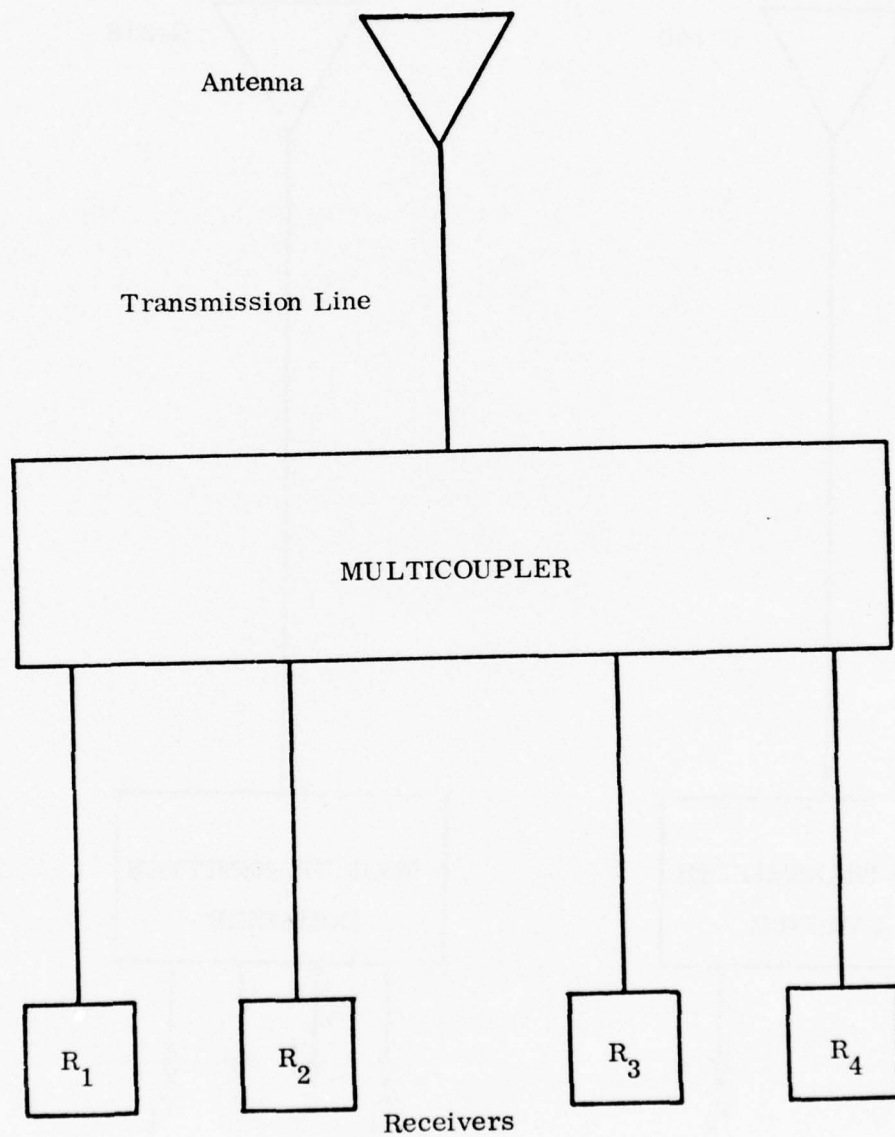 Antenna
Transmission Line
MULTICOUPLER
R1 R2 R3 R4
Receivers